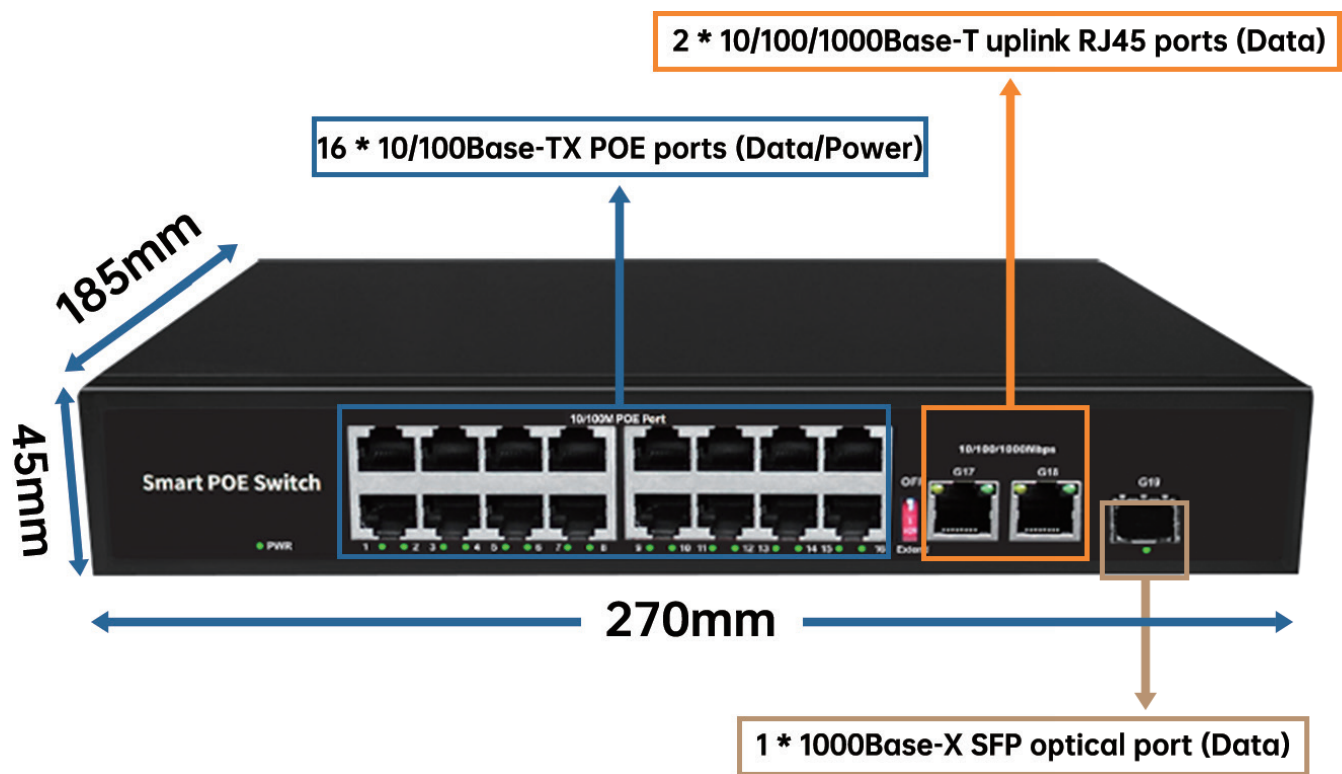 2 * 10/100/1000Base-T uplink RJ45 ports (Data)
16 * 10/100Base-TX POE ports (Data/Power)
185mm
45mm
10/100M POE Port
10/100/1000Mbps
G17 G18 G19
Smart POE Switch
OFF
PWR
1 2 3 4 5 6 7 8 9 10 11 12 13 14 15 16 Extend
270mm
1 * 1000Base-X SFP optical port (Data)